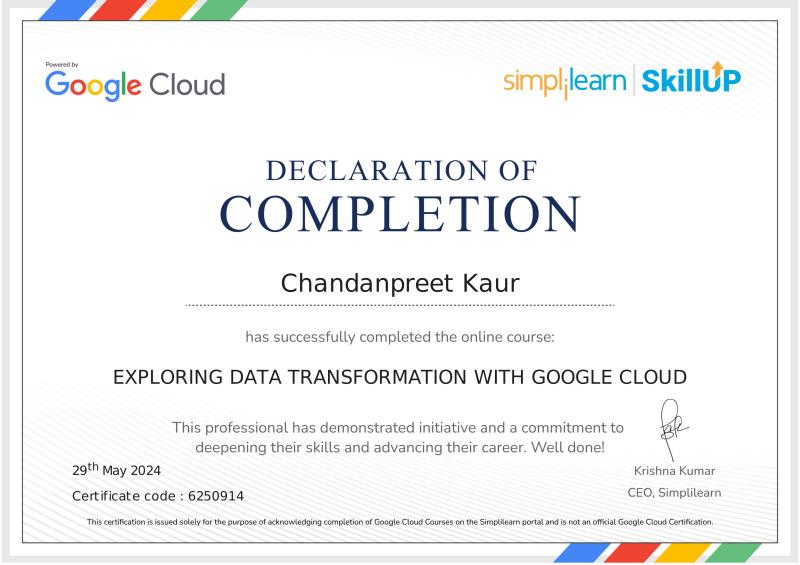 Powered by
Google Cloud
simplilearn | SkillUP
DECLARATION OF
COMPLETION
Chandanpreet Kaur
has successfully completed the online course:
EXPLORING DATA TRANSFORMATION WITH GOOGLE CLOUD
This professional has demonstrated initiative and a commitment to
deepening their skills and advancing their career. Well done!
29th May 2024
Certificate code : 6250914
Krishna Kumar
CEO, Simplilearn
This certification is issued solely for the purpose of acknowledging completion of Google Cloud Courses on the Simplilearn portal and is not an official Google Cloud Certification.